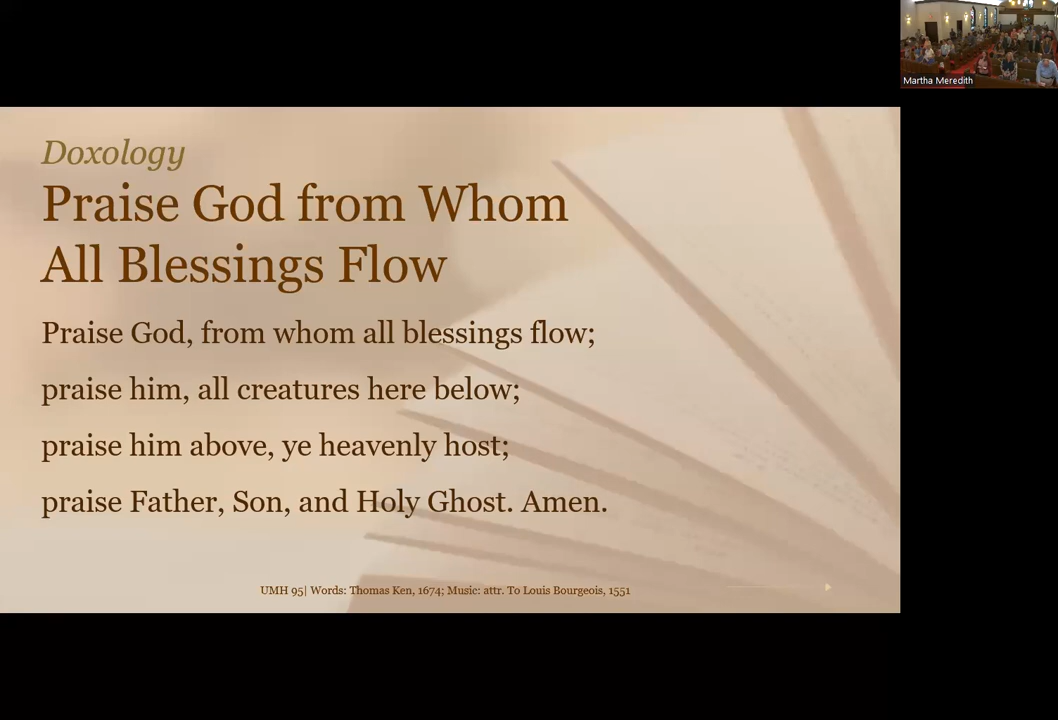 Martha Meredith
Doxology
Praise God from Whom
All Blessings Flow
Praise God, from whom all blessings flow;
praise him, all creatures here below;
praise him above, ye heavenly host;
praise Father, Son, and Holy Ghost. Amen.
UMH 95| Words: Thomas Ken, 1674; Music: attr. To Louis Bourgeois, 1551